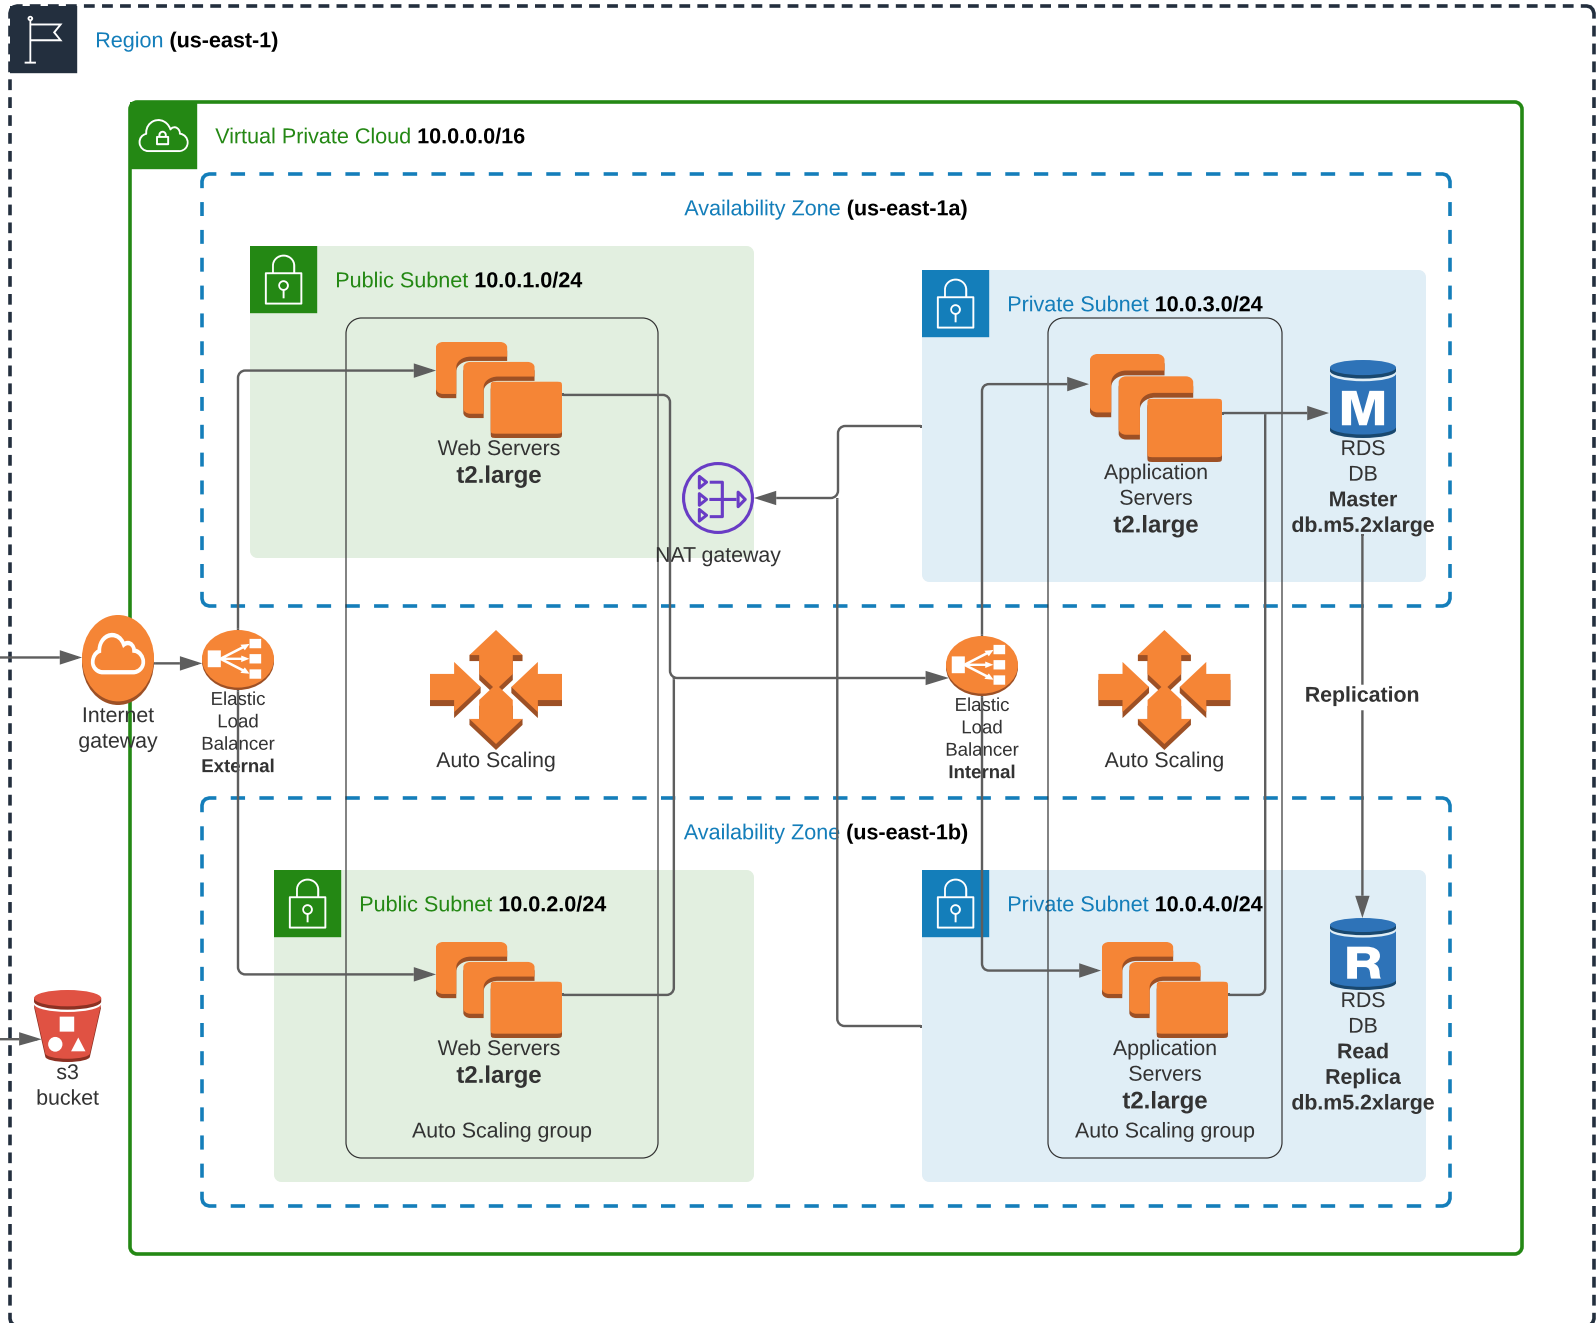 Region (us-east-1)
Virtual Private Cloud 10.0.0.0/16
Availability Zone (us-east-1a)
Public Subnet 10.0.1.0/24
Private Subnet 10.0.3.0/24
Web Servers
t2.large
NAT gateway
Application
Servers
t2.large
M
RDS
DB
Master
db.m5.2xlarge
Internet
gateway
Elastic
Load
Balancer
External
Auto Scaling
Elastic
Load
Balancer
Internal
Auto Scaling
Replication
Availability Zone (us-east-1b)
Public Subnet 10.0.2.0/24
Private Subnet 10.0.4.0/24
Web Servers
t2.large
Auto Scaling group
Application
Servers
t2.large
Auto Scaling group
R
RDS
DB
Read
Replica
db.m5.2xlarge
s3
bucket